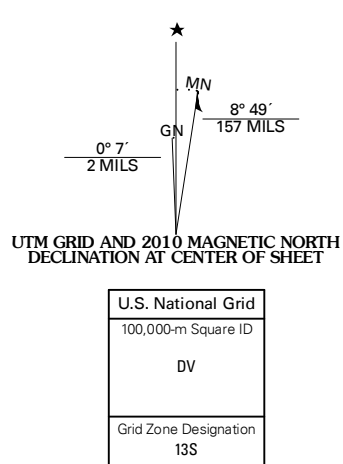 ★
MN
8° 49´
157 MILS
GN
0° 7´
2 MILS
UTM GRID AND 2010 MAGNETIC NORTH
DECLINATION AT CENTER OF SHEET
U.S. National Grid
100,000-m Square ID
DV
Grid Zone Designation
13S